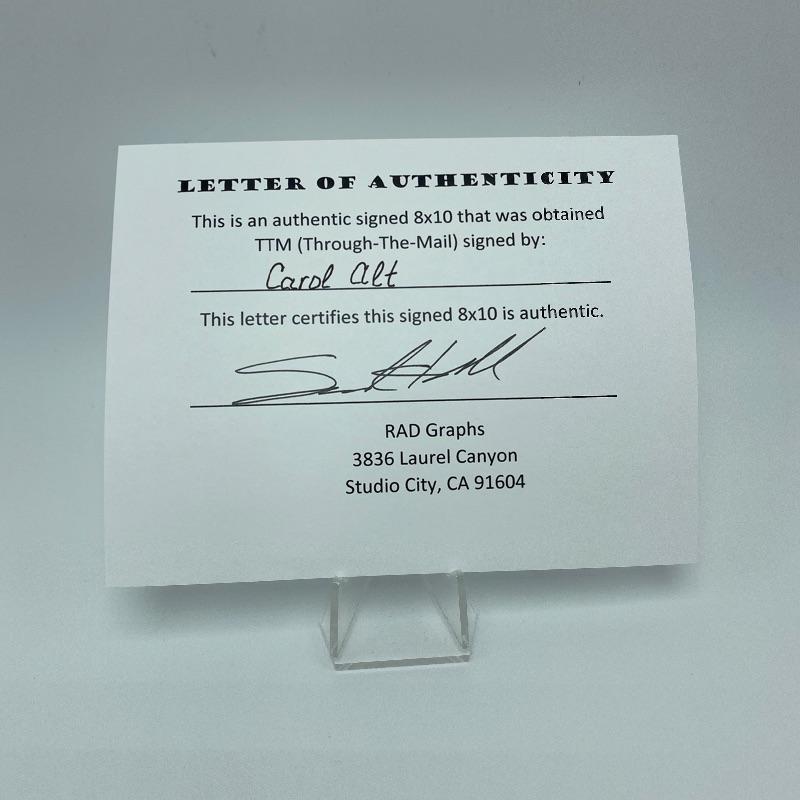 LETTER OF AUTHENTICITY
This is an authentic signed 8x10 that was obtained
TTM (Through-The-Mail) signed by:
Carol Alt
This letter certifies this signed 8x10 is authentic.
RAD Graphs
3836 Laurel Canyon
Studio City, CA 91604